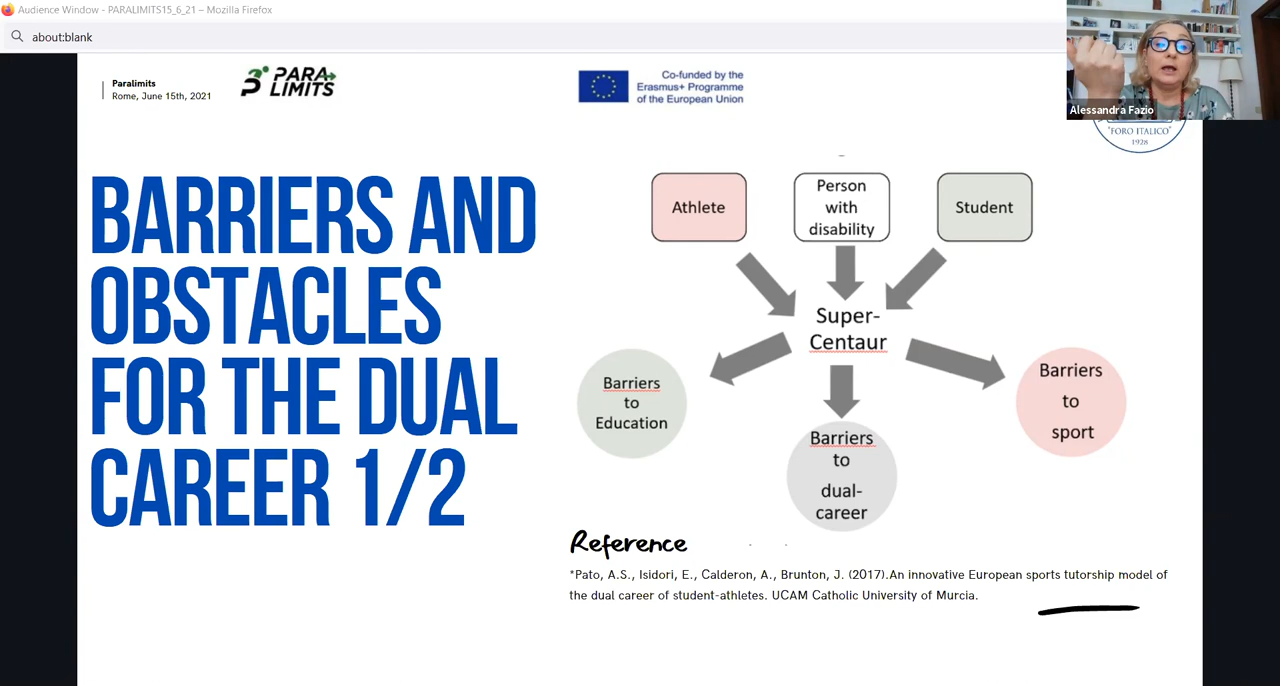 Audience Window - PARALIMITS15_6_21 – Mozilla Firefox
about:blank
Paralimits
Rome, June 15th, 2021
PARA
LIMITS
Co-funded by the
Erasmus+ Programme
of the European Union
Alessandra Fazio
"FORO ITALICO"
1928
BARRIERS AND
OBSTACLES
FOR THE DUAL
CAREER 1/2
Athlete
Person
with
disability
Student
Super-
Centaur
Barriers
to
Education
Barriers
to
dual-
career
Barriers
to
sport
Reference
*Pato, A.S., Isidori, E., Calderon, A., Brunton, J. (2017).An innovative European sports tutorship model of
the dual career of student-athletes. UCAM Catholic University of Murcia.